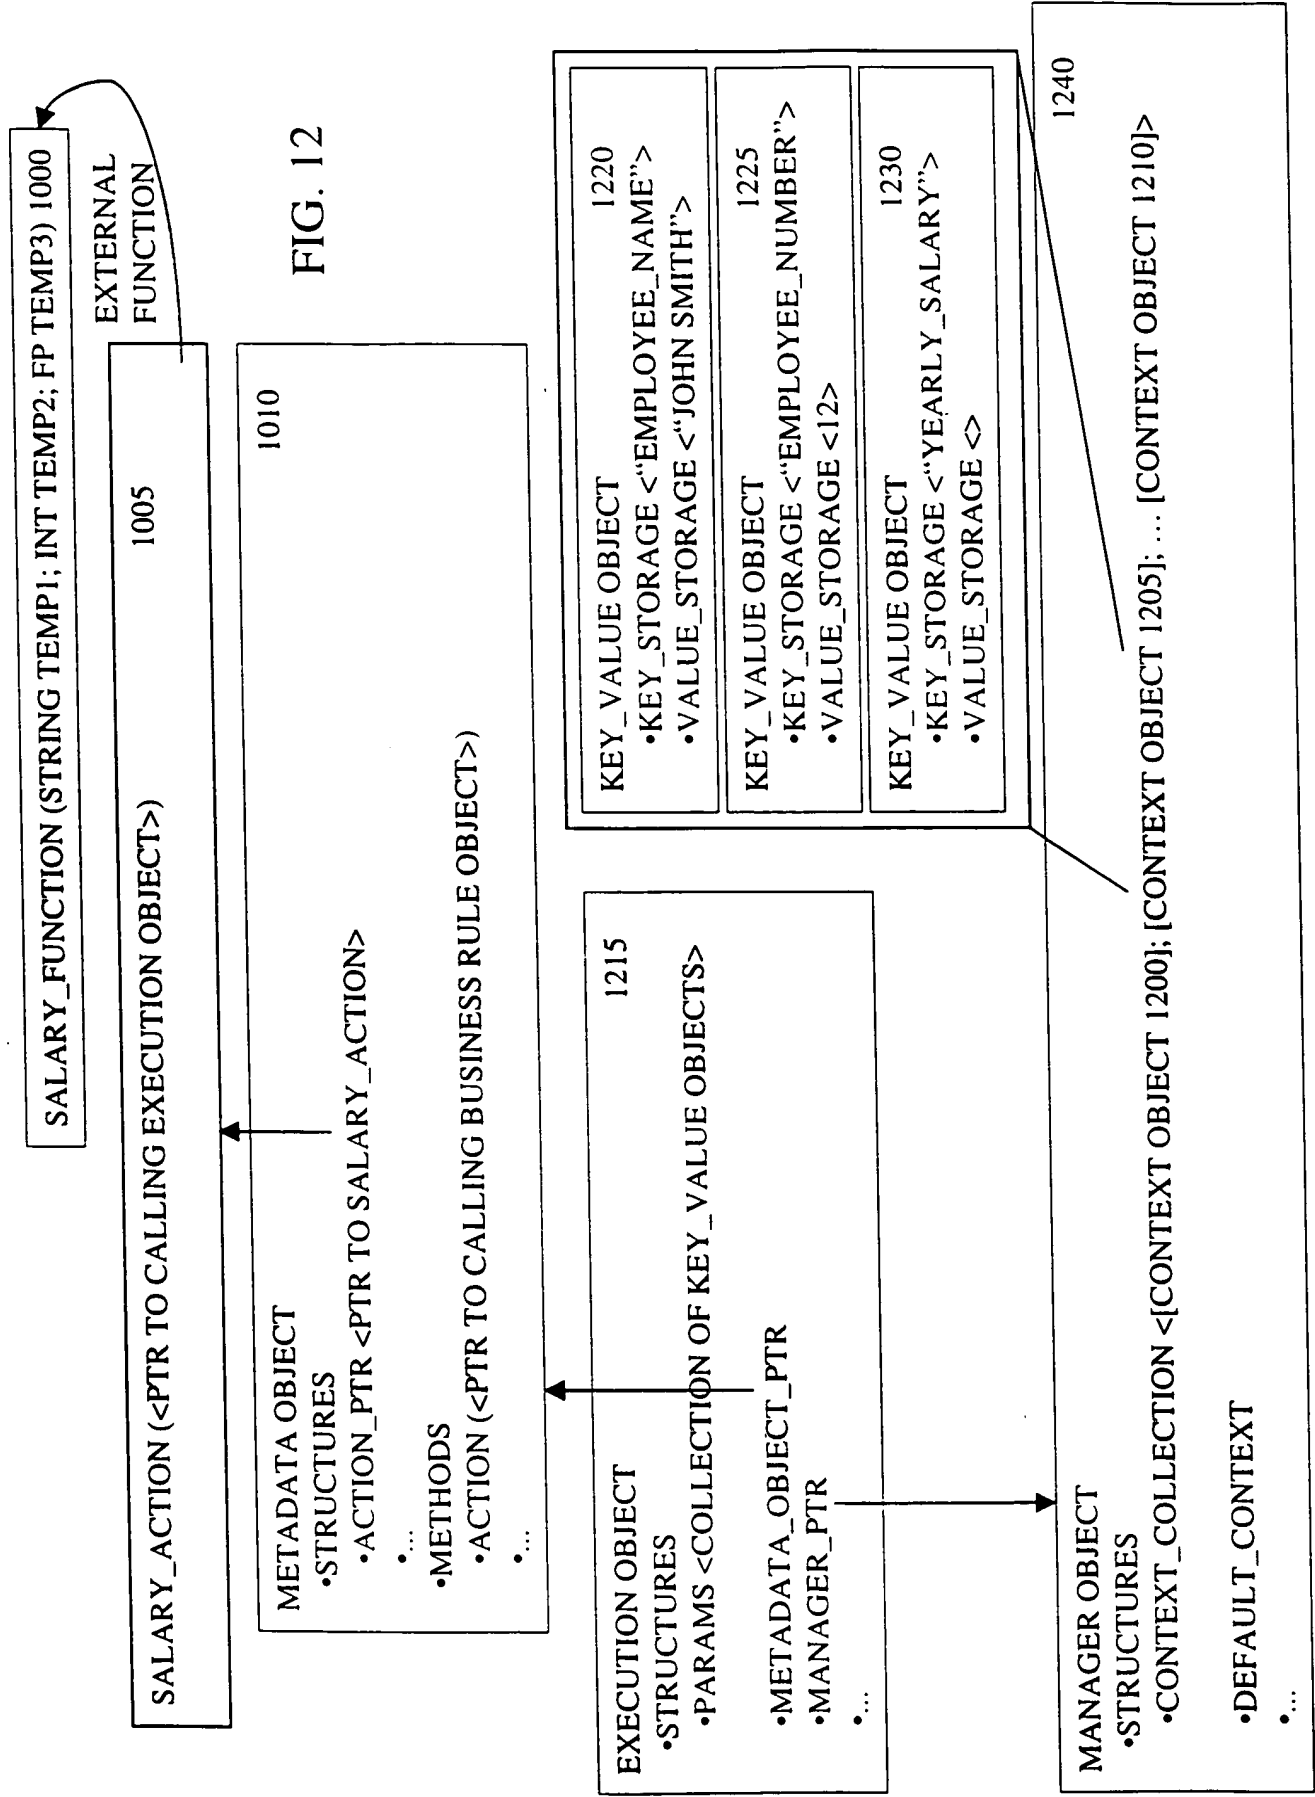 SALARY_FUNCTION (STRING TEMP1; INT TEMP2; FP TEMP3) 1000
EXTERNAL
FUNCTION
SALARY_ACTION (<PTR TO CALLING EXECUTION OBJECT>)
1005
FIG. 12
METADATA OBJECT
1010
•STRUCTURES
•ACTION_PTR <PTR TO SALARY_ACTION>
•...
•METHODS
•ACTION (<PTR TO CALLING BUSINESS RULE OBJECT>)
•...
EXECUTION OBJECT
1215
•STRUCTURES
•PARAMS <COLLECTION OF KEY_VALUE OBJECTS>
•METADATA_OBJECT_PTR
•MANAGER_PTR
•...
KEY_VALUE OBJECT 1220
•KEY_STORAGE <“EMPLOYEE_NAME”>
•VALUE_STORAGE <“JOHN SMITH”>
KEY_VALUE OBJECT 1225
•KEY_STORAGE <“EMPLOYEE_NUMBER”>
•VALUE_STORAGE <12>
KEY_VALUE OBJECT 1230
•KEY_STORAGE <“YEARLY_SALARY”>
•VALUE_STORAGE <>
MANAGER OBJECT
1240
•STRUCTURES
•CONTEXT_COLLECTION <[CONTEXT OBJECT 1200]; [CONTEXT OBJECT 1205]; ... [CONTEXT OBJECT 1210]>
•DEFAULT_CONTEXT
•...